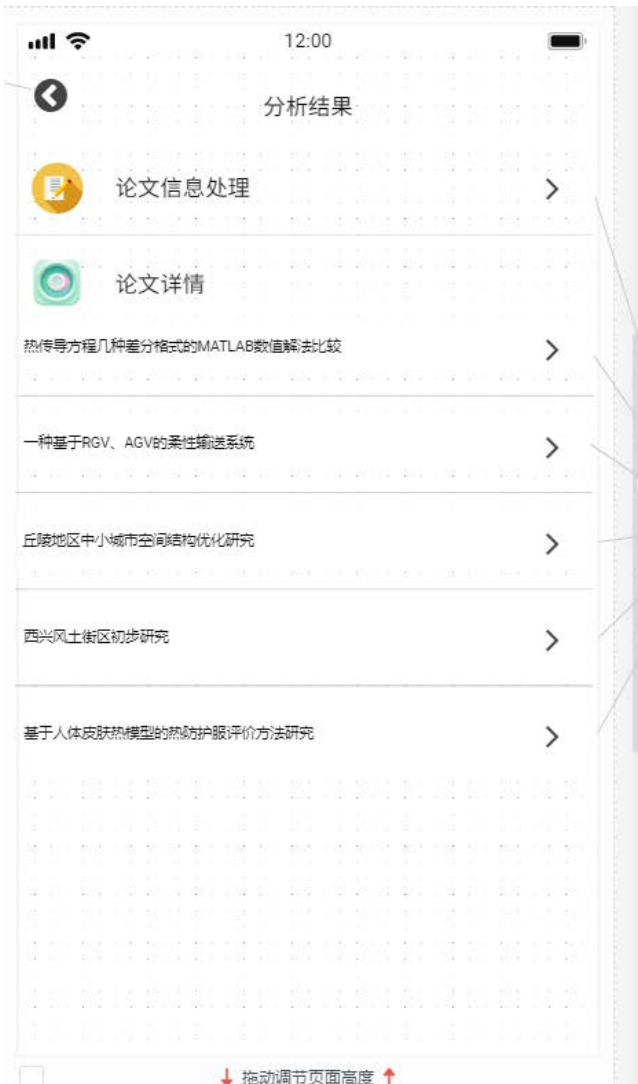 12:00
分析结果
论文信息处理
论文详情
热传导方程几种差分格式的MATLAB数值解法比较
一种基于RGV、AGV的柔性输送系统
丘陵地区中小城市空间结构优化研究
西兴风土街区初步研究
基于人体皮肤热模型的热防护服评价方法研究
拖动调节页面高度